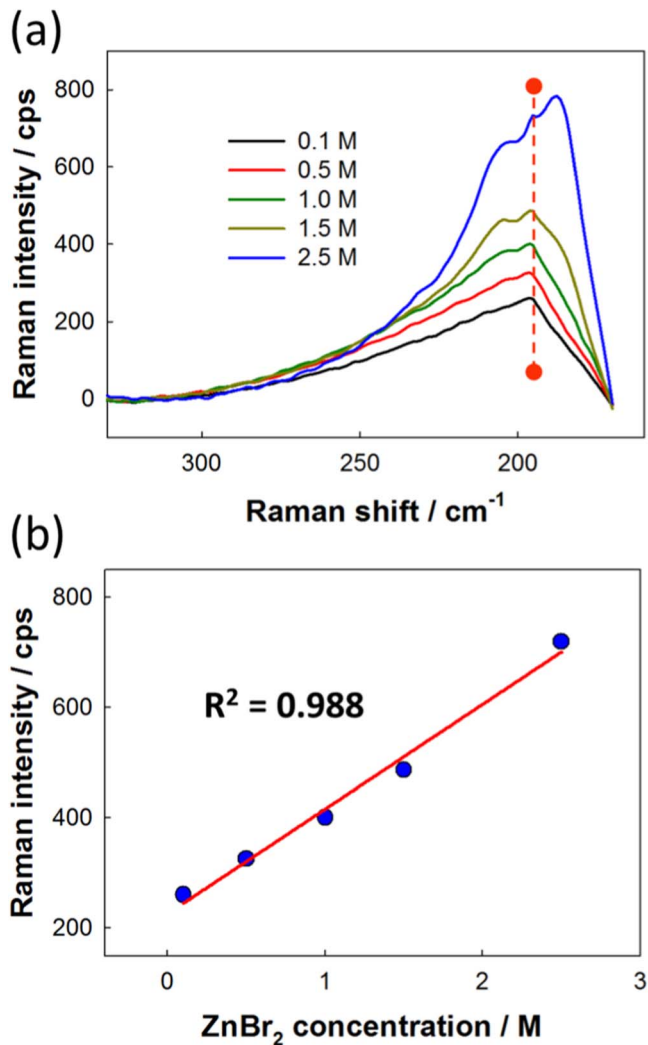 (a)
Raman intensity / cps
800
600
400
200
0
0.1 M
0.5 M
1.0 M
1.5 M
2.5 M
300
250
200
Raman shift / cm⁻¹
(b)
Raman intensity / cps
800
600
400
200
R² = 0.988
0
1
2
3
ZnBr₂ concentration / M